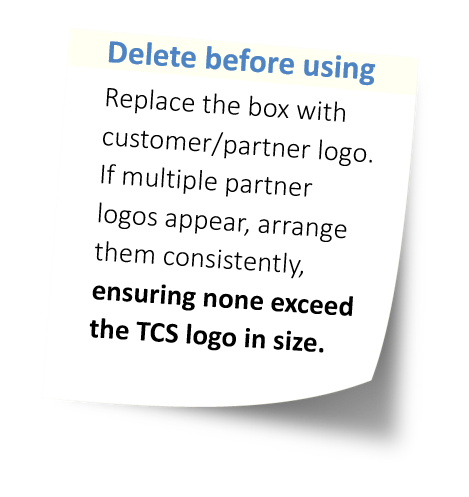 Delete before using
Replace the box with
customer/partner logo.
If multiple partner
logos appear, arrange
them consistently,
ensuring none exceed
the TCS logo in size.